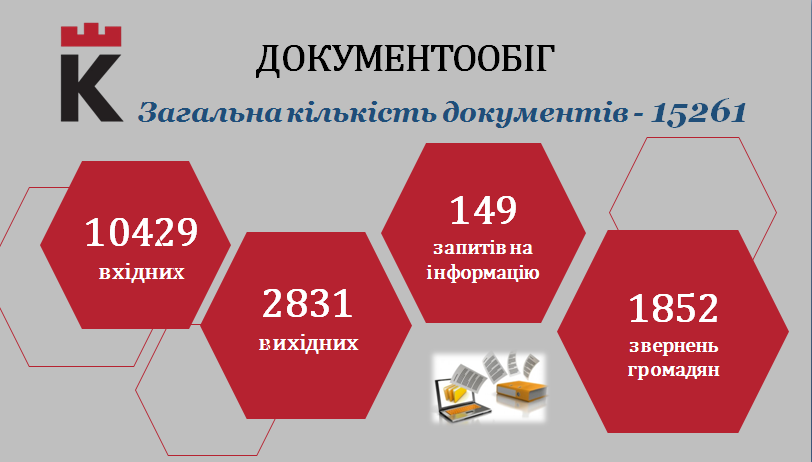 K
ДОКУМЕНТООБІГ
Загальна кількість документів - 15261
10429
вхідних
2831
вихідних
149
запитів на
інформацію
1852
звернень
громадян